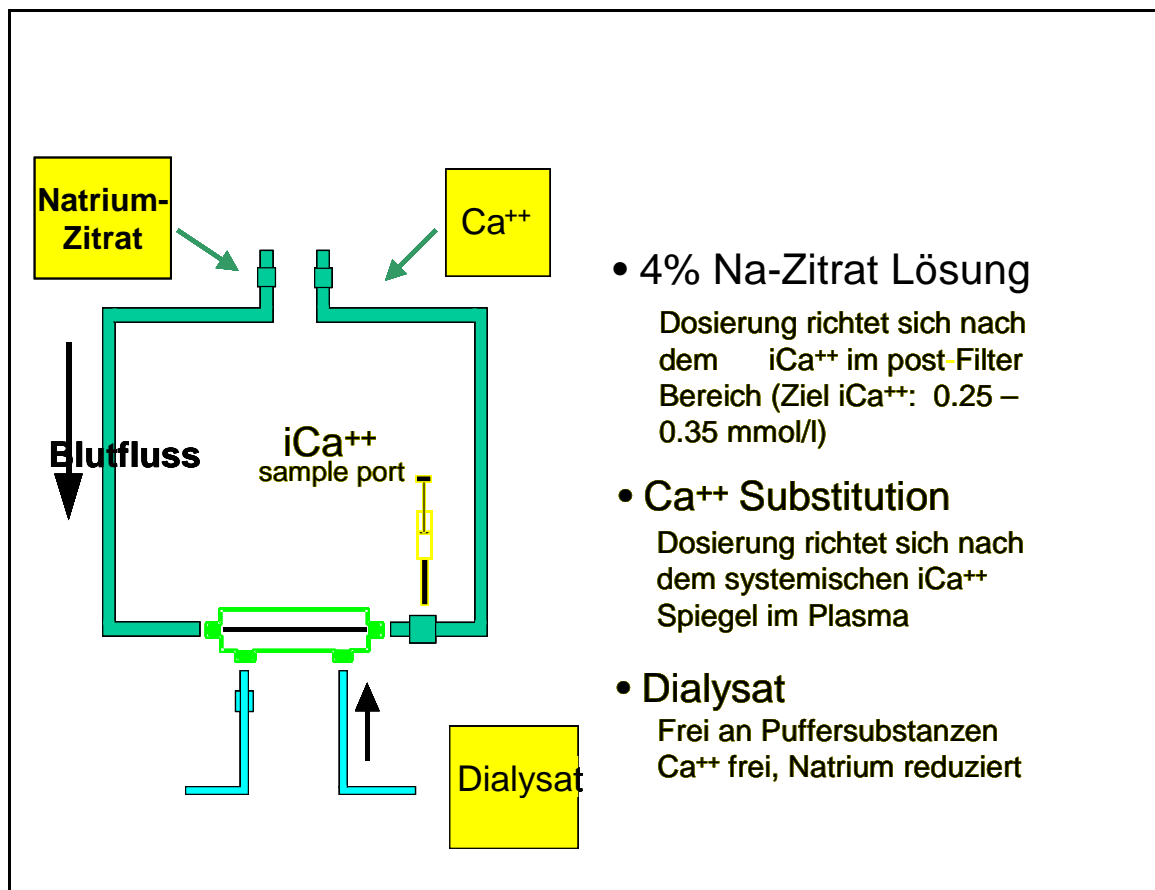 Natrium-
Zitrat
Ca⁺⁺
Blutfluss
iCa⁺⁺
sample port
Dialysat
• 4% Na-Zitrat Lösung
Dosierung richtet sich nach
dem iCa⁺⁺ im post-Filter
Bereich (Ziel iCa⁺⁺: 0.25 –
0.35 mmol/l)
• Ca⁺⁺ Substitution
Dosierung richtet sich nach
dem systemischen iCa⁺⁺
Spiegel im Plasma
• Dialysat
Frei an Puffersubstanzen
Ca⁺⁺ frei, Natrium reduziert